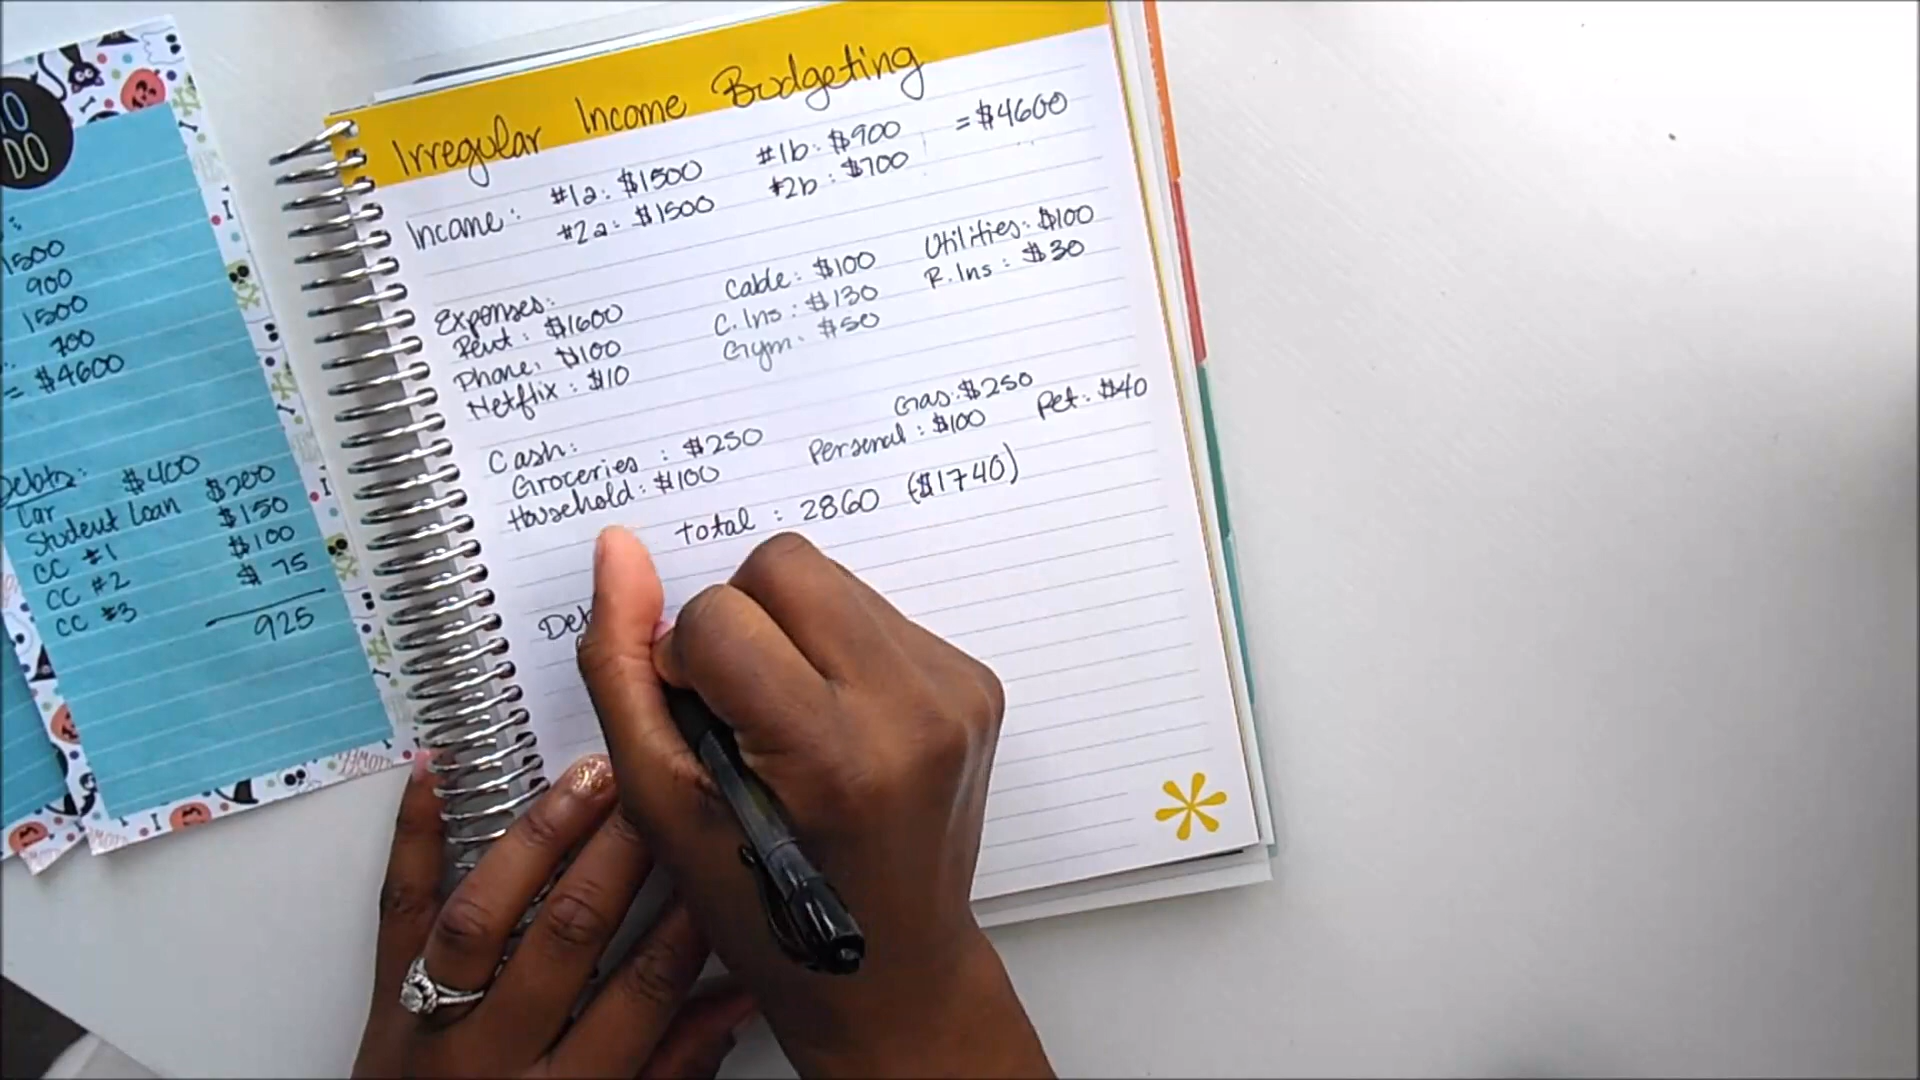 TO
DO
:
1500
900
1500
700
= $4600
Debts:
Car $400
Student Loan $200
CC #1 $150
CC #2 $100
CC #3 $75
925
Irregular Income Budgeting
Income: #1a: $1500 #1b: $900 = $4600
#2a: $1500 #2b: $700
Expenses:
Rent: $1600 Cable: $100 Utilities: $100
Phone: $100 C. Ins: $130 R. Ins: $30
Netflix: $10 Gym: $50
Cash:
Groceries: $250 Gas: $250
Household: $100 Personal: $100 Pet: $40
total: 2860 ($1740)